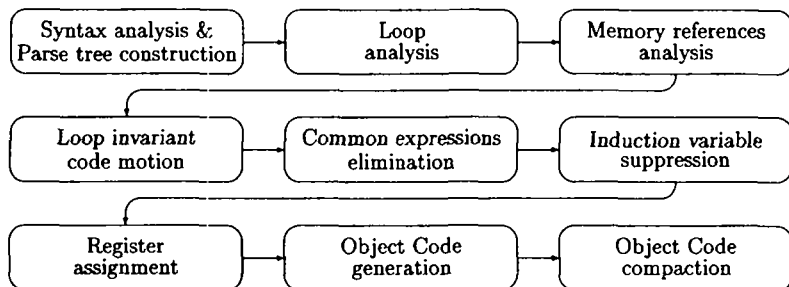 Syntax analysis &
Parse tree construction
Loop
analysis
Memory references
analysis
Loop invariant
code motion
Common expressions
elimination
Induction variable
suppression
Register
assignment
Object Code
generation
Object Code
compaction